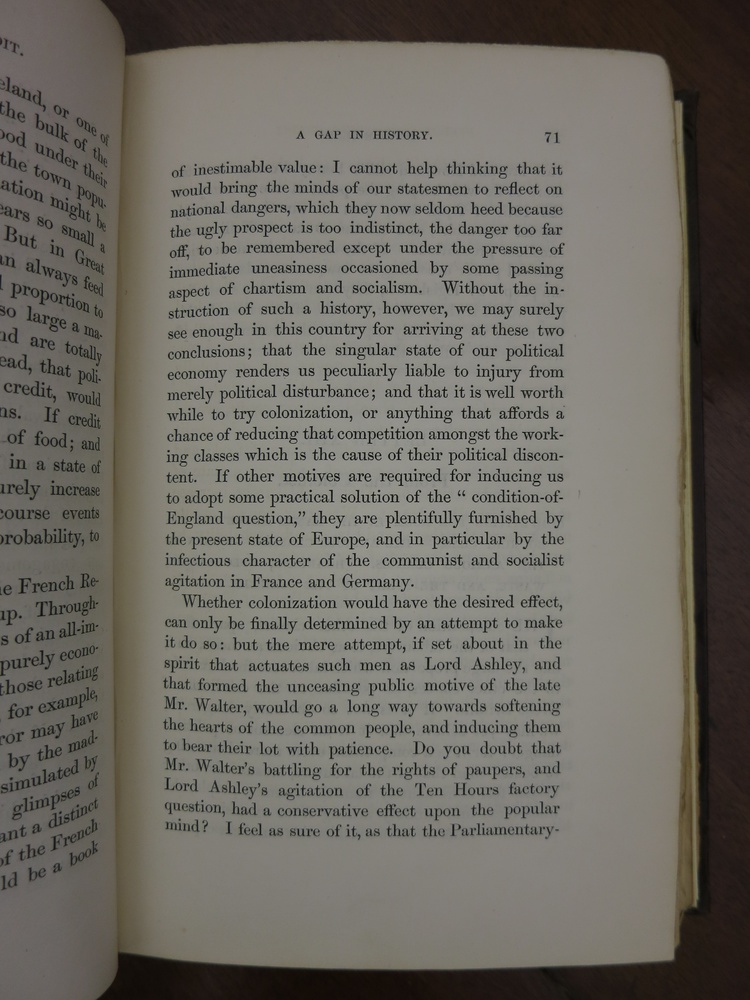 OIT.
eland, or one of
the bulk of the
ood under their
the town popu-
ation might be
ears so small a
But in Great
an always feed
l proportion to
so large a ma-
nd are totally
ead, that poli-
credit, would
ns. If credit
of food; and
in a state of
urely increase
course events
probability, to
e French Re-
up. Through-
s of an all-im-
purely econo-
those relating
, for example,
ror may have
by the mad-
simulated by
glimpses of
ant a distinct
of the French
ld be a book
A GAP IN HISTORY. 71
of inestimable value: I cannot help thinking that it
would bring the minds of our statesmen to reflect on
national dangers, which they now seldom heed because
the ugly prospect is too indistinct, the danger too far
off, to be remembered except under the pressure of
immediate uneasiness occasioned by some passing
aspect of chartism and socialism. Without the in-
struction of such a history, however, we may surely
see enough in this country for arriving at these two
conclusions; that the singular state of our political
economy renders us peculiarly liable to injury from
merely political disturbance; and that it is well worth
while to try colonization, or anything that affords a
chance of reducing that competition amongst the work-
ing classes which is the cause of their political discon-
tent. If other motives are required for inducing us
to adopt some practical solution of the “ condition-of-
England question,” they are plentifully furnished by
the present state of Europe, and in particular by the
infectious character of the communist and socialist
agitation in France and Germany.
Whether colonization would have the desired effect,
can only be finally determined by an attempt to make
it do so: but the mere attempt, if set about in the
spirit that actuates such men as Lord Ashley, and
that formed the unceasing public motive of the late
Mr. Walter, would go a long way towards softening
the hearts of the common people, and inducing them
to bear their lot with patience. Do you doubt that
Mr. Walter's battling for the rights of paupers, and
Lord Ashley's agitation of the Ten Hours factory
question, had a conservative effect upon the popular
mind? I feel as sure of it, as that the Parliamentary-